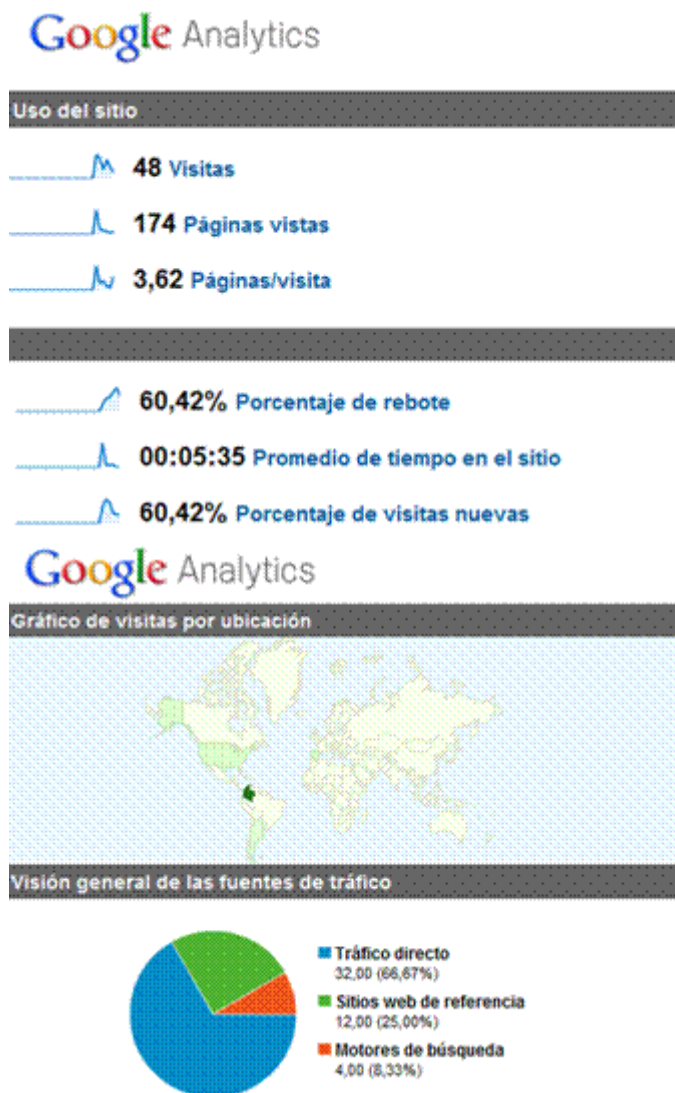 Google Analytics
Uso del sitio
48 Visitas
174 Páginas vistas
3,62 Páginas/visita
60,42% Porcentaje de rebote
00:05:35 Promedio de tiempo en el sitio
60,42% Porcentaje de visitas nuevas
Google Analytics
Gráfico de visitas por ubicación
Visión general de las fuentes de tráfico
Tráfico directo
32,00 (66,67%)
Sitios web de referencia
12,00 (25,00%)
Motores de búsqueda
4,00 (8,33%)